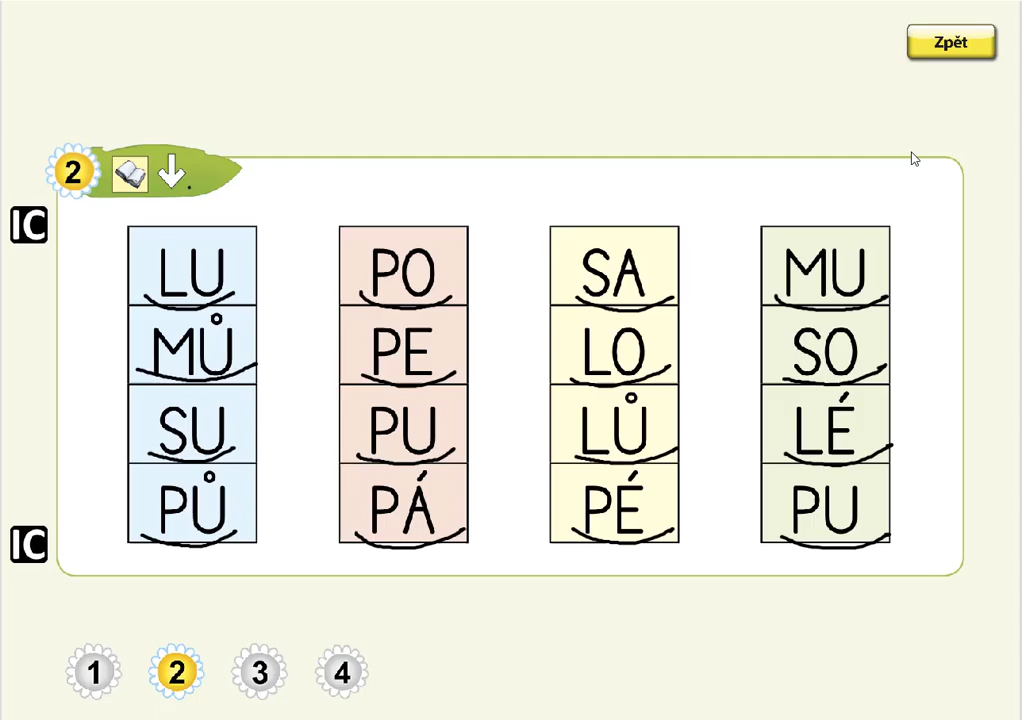 Zpět
2
IC
LU PO SA MU
MŮ PE LO SO
SU PU LŮ LÉ
PŮ PÁ PÉ PU
IC
1 2 3 4